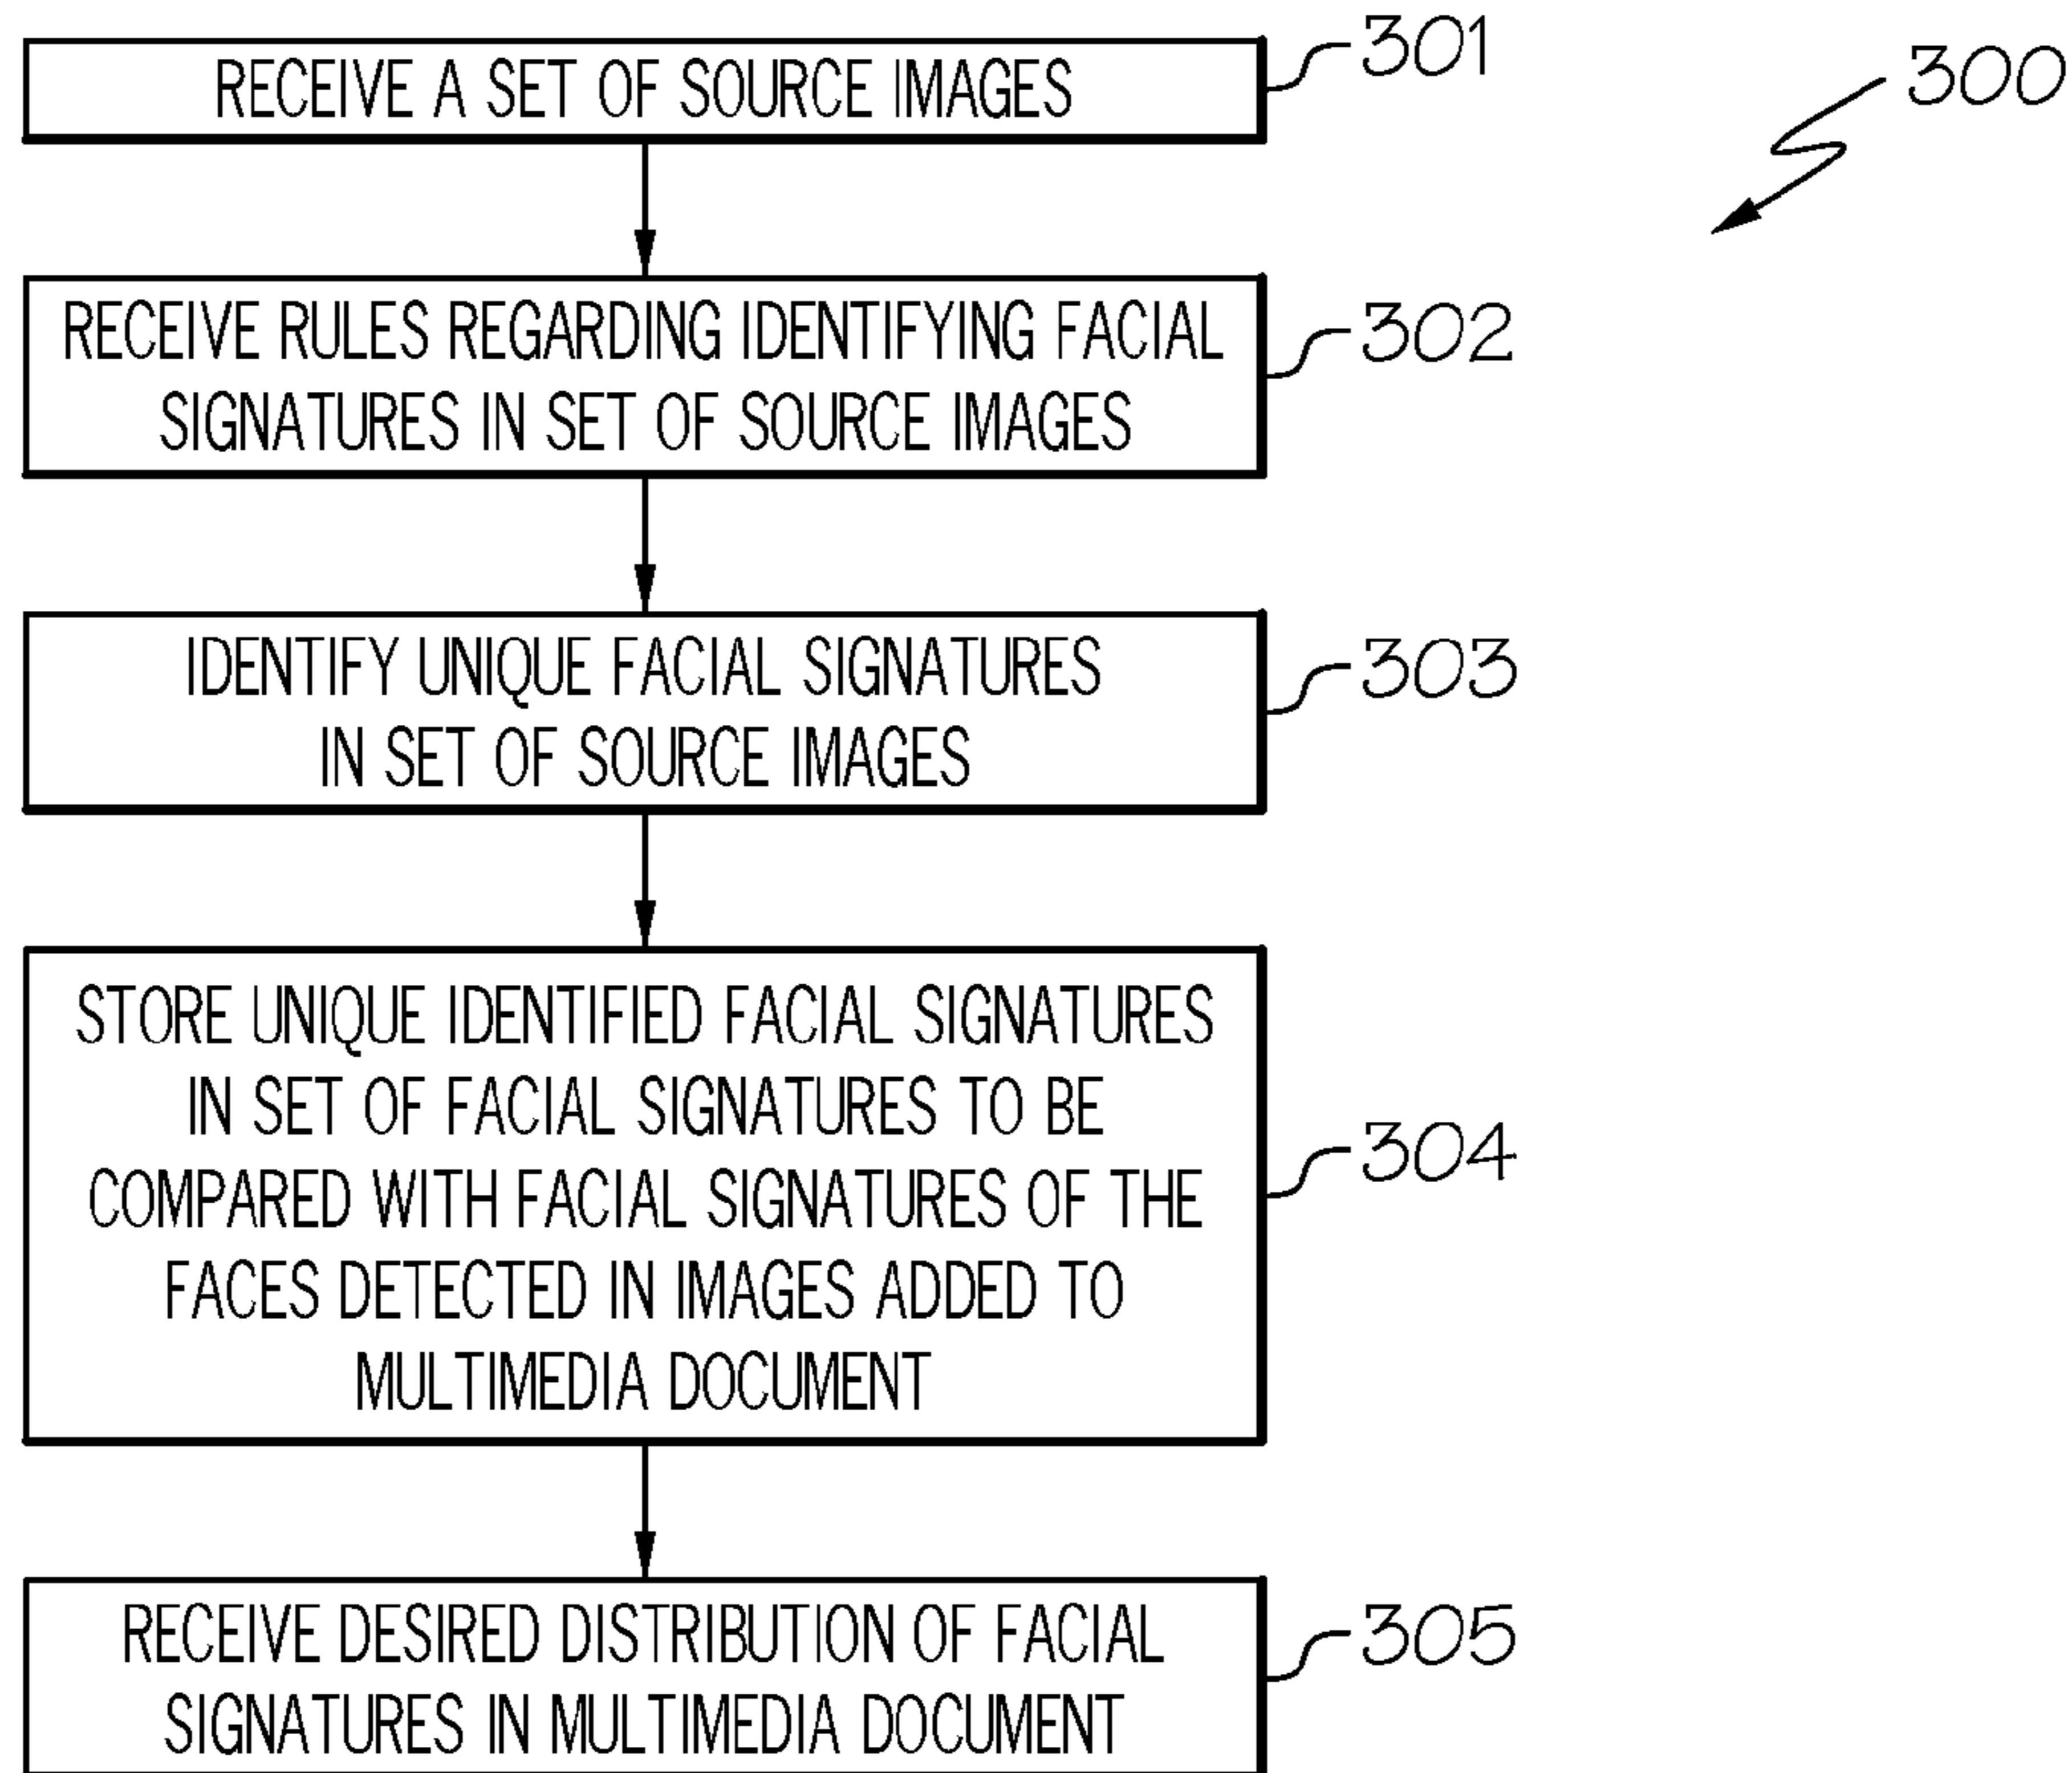 RECEIVE A SET OF SOURCE IMAGES
301
300
RECEIVE RULES REGARDING IDENTIFYING FACIAL
SIGNATURES IN SET OF SOURCE IMAGES
302
IDENTIFY UNIQUE FACIAL SIGNATURES
IN SET OF SOURCE IMAGES
303
STORE UNIQUE IDENTIFIED FACIAL SIGNATURES
IN SET OF FACIAL SIGNATURES TO BE
COMPARED WITH FACIAL SIGNATURES OF THE
FACES DETECTED IN IMAGES ADDED TO
MULTIMEDIA DOCUMENT
304
RECEIVE DESIRED DISTRIBUTION OF FACIAL
SIGNATURES IN MULTIMEDIA DOCUMENT
305